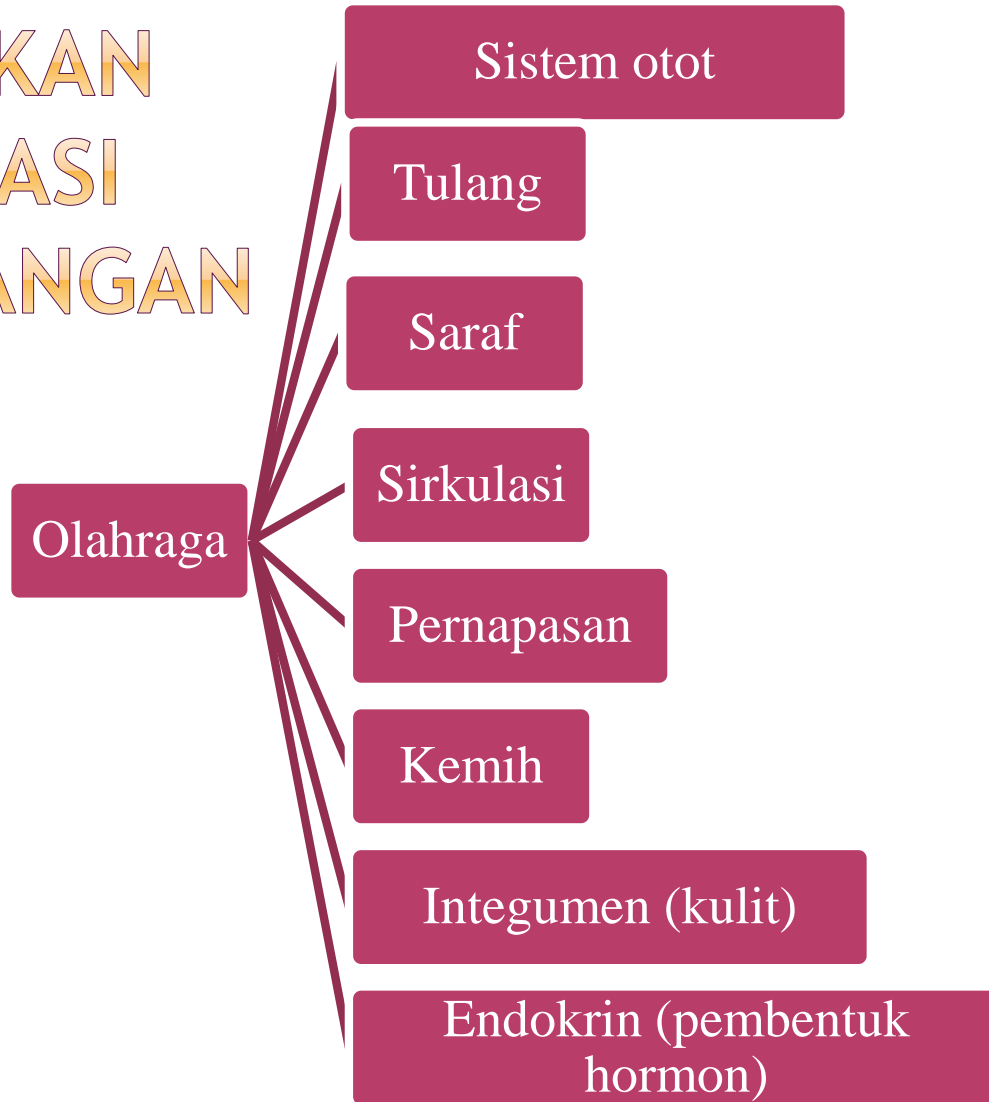 KAN
ASI
ANGAN
Sistem otot
Tulang
Saraf
Sirkulasi
Olahraga
Pernapasan
Kemih
Integumen (kulit)
Endokrin (pembentuk
hormon)